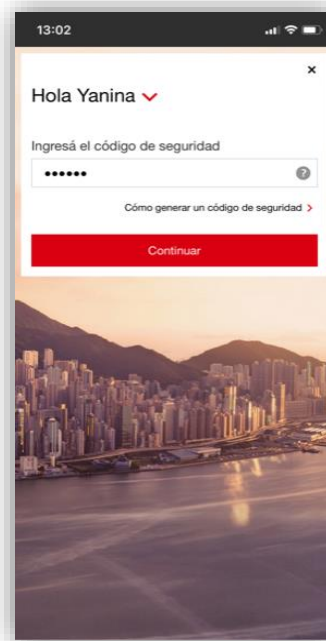 13:02
Hola Yanina
Ingresá el código de seguridad
••••••
Cómo generar un código de seguridad
Continuar